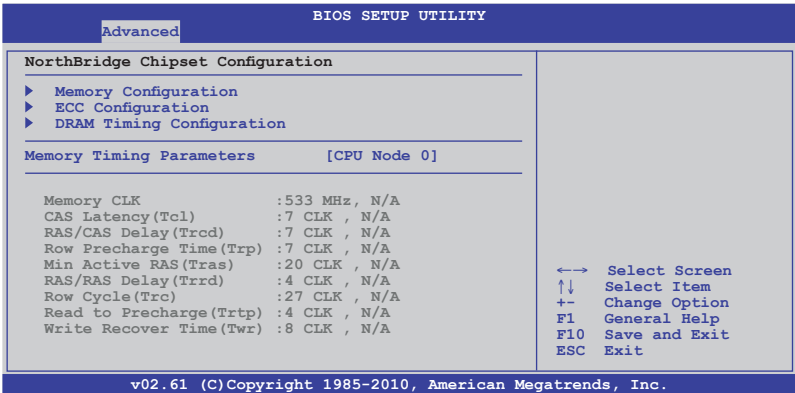 BIOS SETUP UTILITY
Advanced
NorthBridge Chipset Configuration
Memory Configuration
ECC Configuration
DRAM Timing Configuration
Memory Timing Parameters [CPU Node 0]
Memory CLK :533 MHz, N/A
CAS Latency(Tcl) :7 CLK , N/A
RAS/CAS Delay(Trcd) :7 CLK , N/A
Row Precharge Time(Trp) :7 CLK , N/A
Min Active RAS(Tras) :20 CLK , N/A
RAS/RAS Delay(Trrd) :4 CLK , N/A
Row Cycle(Trc) :27 CLK , N/A
Read to Precharge(Trtp) :4 CLK , N/A
Write Recover Time(Twr) :8 CLK , N/A
←→ Select Screen
↑↓ Select Item
+- Change Option
F1 General Help
F10 Save and Exit
ESC Exit
v02.61 (C)Copyright 1985-2010, American Megatrends, Inc.